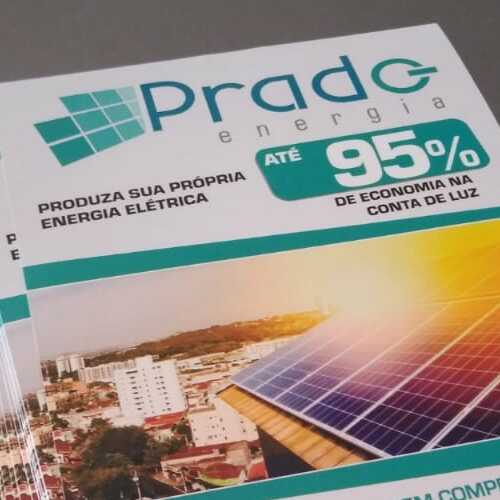 Prado
energia
PRODUZA SUA PRÓPRIA
ENERGIA ELÉTRICA
ATÉ 95%
DE ECONOMIA NA
CONTA DE LUZ